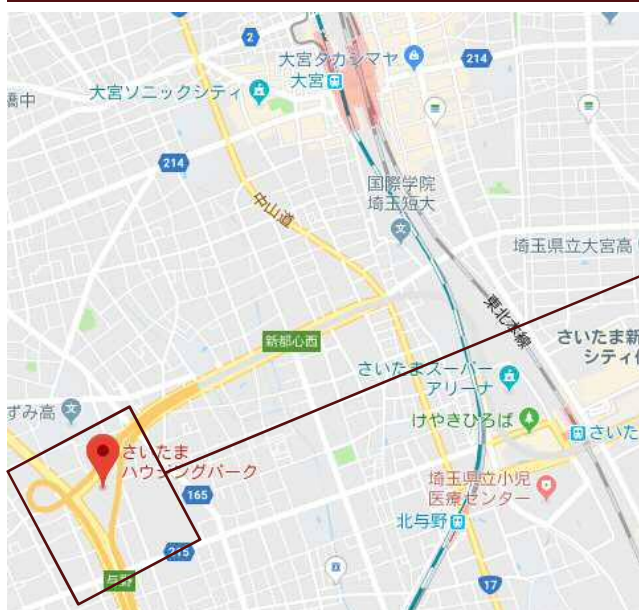 2
大宮タカシマヤ
214
大宮
橋中
大宮ソニックシティ
214
国際学院
埼玉短大
中山道
埼玉県立大宮高
東北本線
新都心西
さいたま新
シティ
さいたまスーパー
アリーナ
ずみ高
けやきひろば
さいた
さいたま
ハウジングパーク
165
埼玉県立小児
医療センター
北与野
215
与野
17